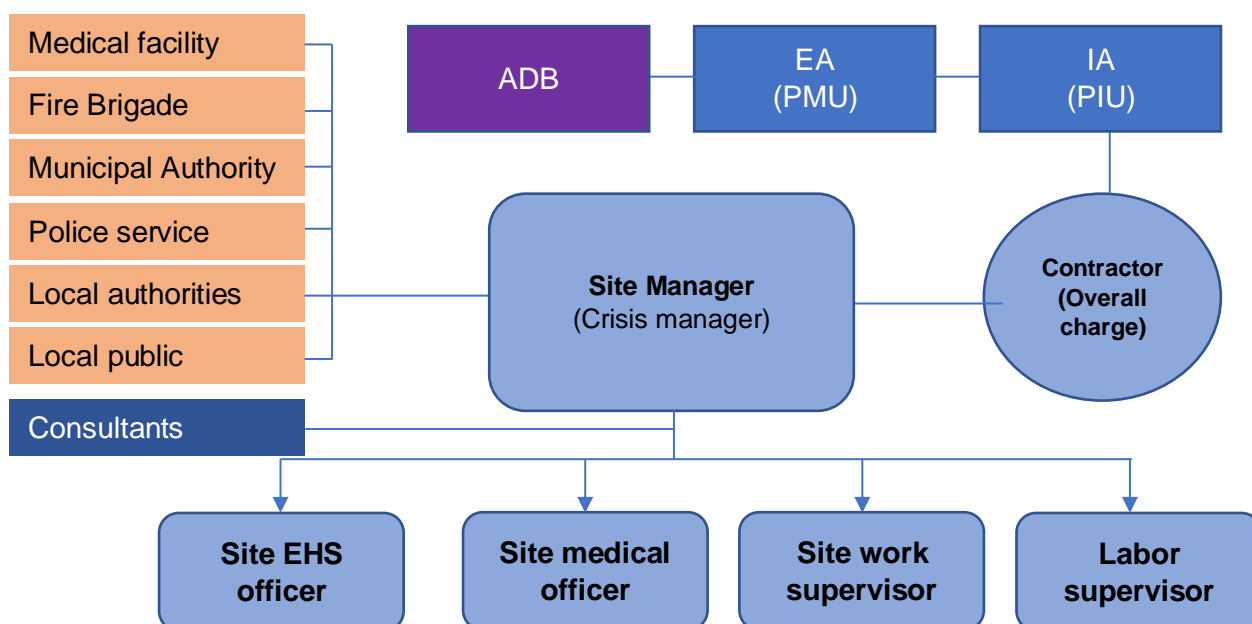 Medical facility
Fire Brigade
Municipal Authority
Police service
Local authorities
Local public
Consultants
ADB
EA
(PMU)
IA
(PIU)
Site Manager
(Crisis manager)
Contractor
(Overall
charge)
Site EHS
officer
Site medical
officer
Site work
supervisor
Labor
supervisor